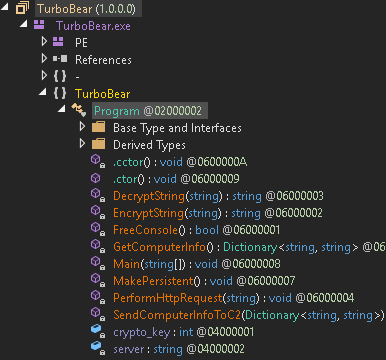 TurboBear (1.0.0.0)
TurboBear.exe
PE
References
{ } -
{ } TurboBear
Program @02000002
Base Type and Interfaces
Derived Types
.cctor() : void @0600000A
.ctor() : void @06000009
DecryptString(string) : string @06000003
EncryptString(string) : string @06000002
FreeConsole() : bool @06000001
GetComputerInfo() : Dictionary<string, string> @06
Main(string[]) : void @06000008
MakePersistent() : void @06000007
PerformHttpRequest(string) : void @06000004
SendComputerInfoToC2(Dictionary<string, string>)
crypto_key : int @04000001
server : string @04000002